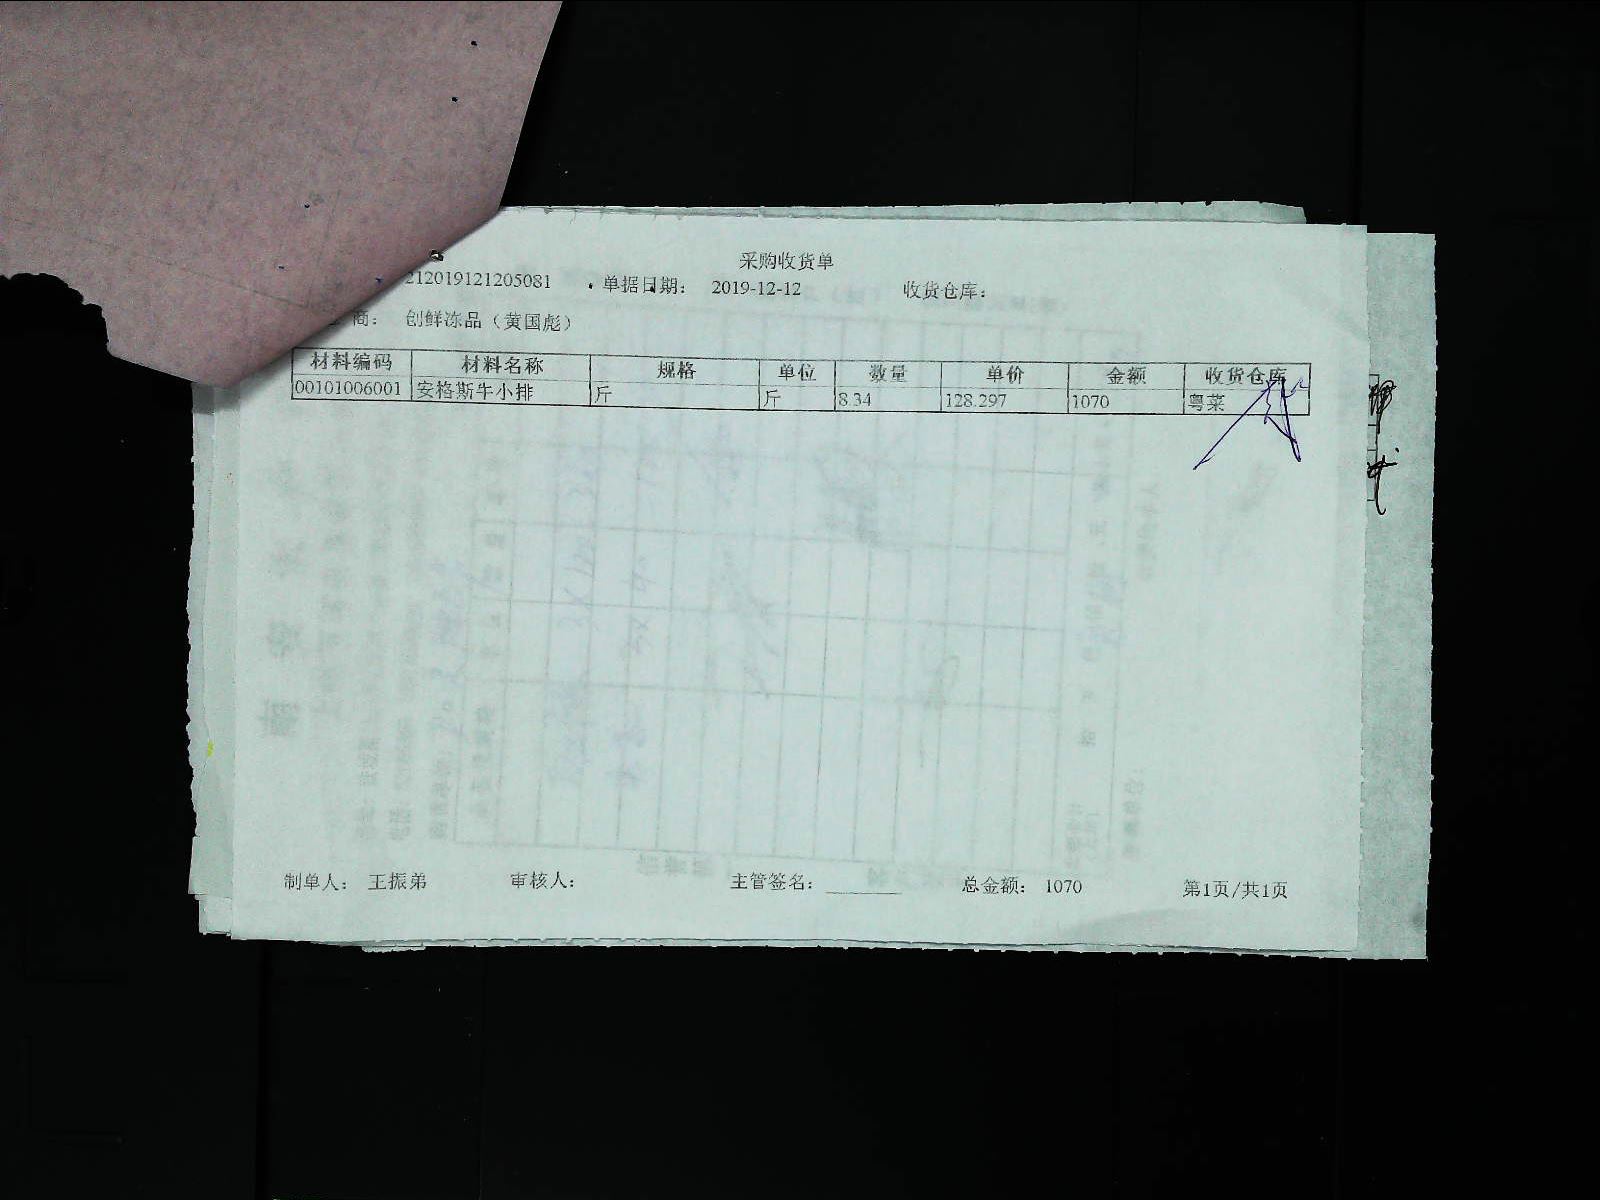 采购收货单
212019121205081 单据日期： 2019-12-12 收货仓库：
商： 创鲜冻品（黄国彪）
材料编码 材料名称 规格 单位 数量 单价 金额 收货仓库
00101006001 安格斯牛小排 斤 斤 8.34 128.297 1070 粤菜
制单人： 王振弟 审核人： 主管签名： 总金额： 1070 第1页/共1页